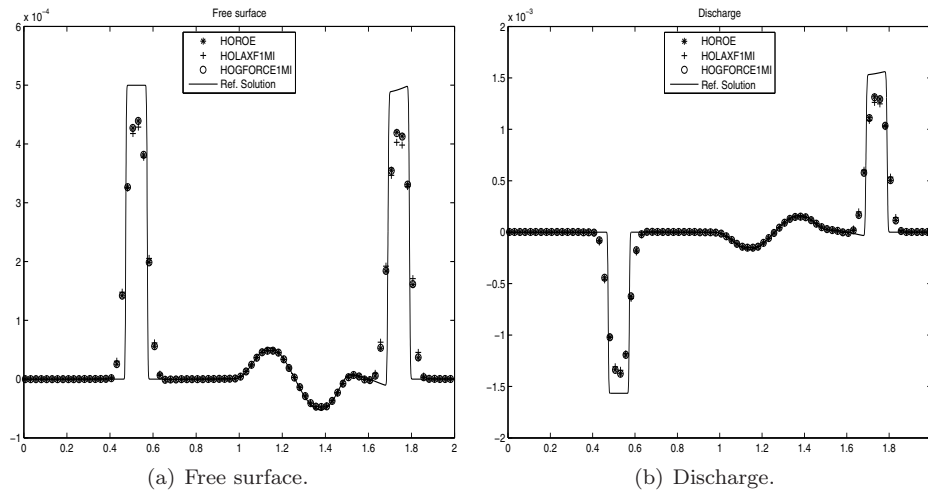 x 10⁻⁴
Free surface
6
5
4
3
2
1
0
−1
0
0.2
0.4
0.6
0.8
1
1.2
1.4
1.6
1.8
2
HOROE
HOLAXF1MI
HOGFORCE1MI
Ref. Solution
(a) Free surface.
x 10⁻³
Discharge
2
1.5
1
0.5
0
−0.5
−1
−1.5
−2
0
0.2
0.4
0.6
0.8
1
1.2
1.4
1.6
1.8
2
HOROE
HOLAXF1MI
HOGFORCE1MI
Ref. Solution
(b) Discharge.